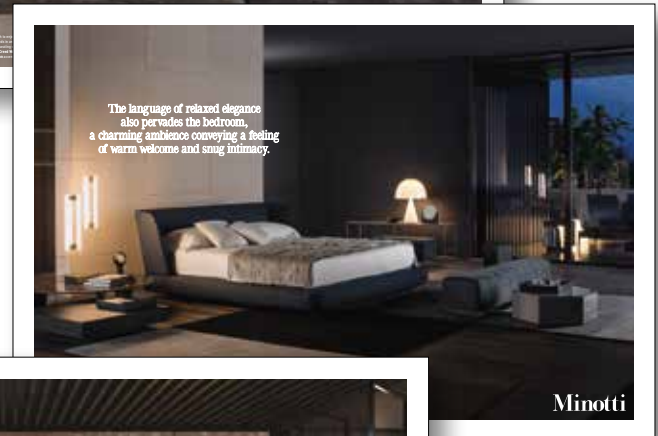 The language of relaxed elegance
also pervades the bedroom,
a charming ambience conveying a feeling
of warm welcome and snug intimacy.
Minotti